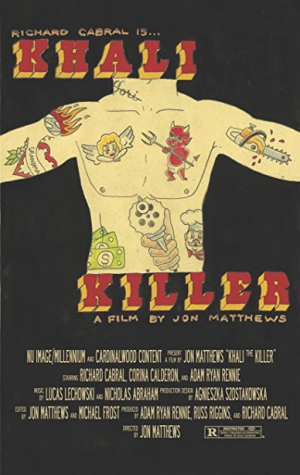 RICHARD CABRAL IS...
KHALI
Lori
KILLER
A FILM BY JON MATTHEWS
NU IMAGE/MILLENNIUM AND CARDINALWOOD CONTENT PRESENT A FILM BY JON MATTHEWS "KHALI THE KILLER"
STARRING RICHARD CABRAL, CORINA CALDERON, AND ADAM RYAN RENNIE
MUSIC BY LUCAS LECHOWSKI AND NICHOLAS ABRAHAM PRODUCTION DESIGN BY AGNIESZKA SZOSTAKOWSKA
EDITED BY JON MATTHEWS AND MICHAEL FROST PRODUCED BY ADAM RYAN RENNIE, RUSS RIGGINS, AND RICHARD CABRAL
DIRECTED BY JON MATTHEWS
R RESTRICTED